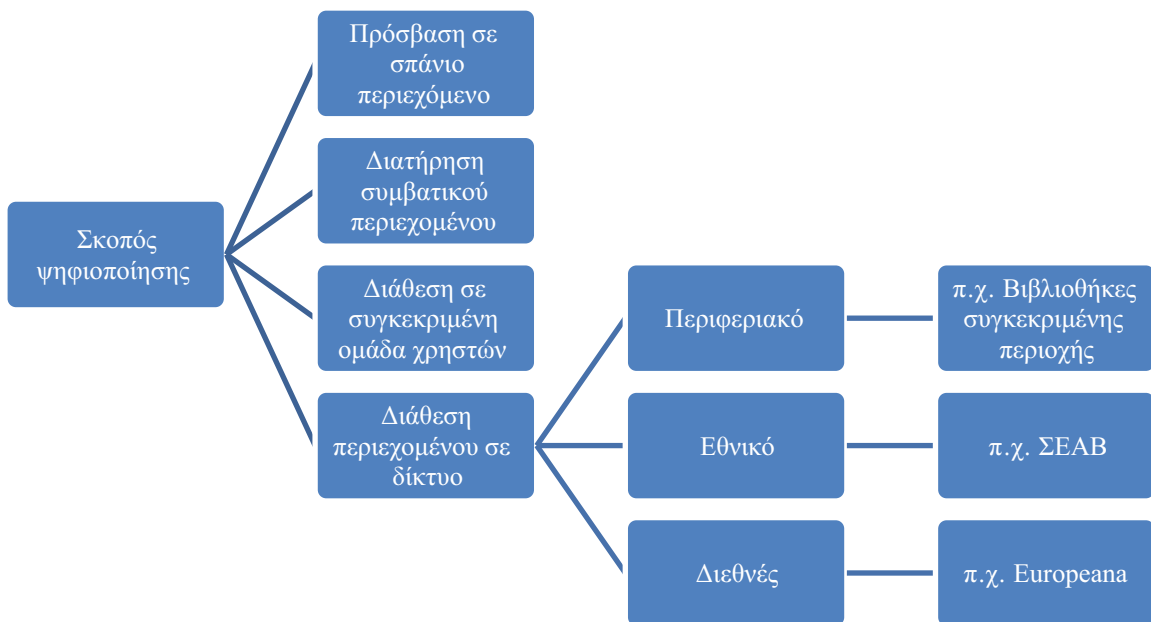 Σκοπός
ψηφιοποίησης
Πρόσβαση σε
σπάνιο
περιεχόμενο
Διατήρηση
συμβατικού
περιεχομένου
Διάθεση σε
συγκεκριμένη
ομάδα χρηστών
Διάθεση
περιεχομένου σε
δίκτυο
Περιφεριακό
π.χ. Βιβλιοθήκες
συγκεκριμένης
περιοχής
Εθνικό
π.χ. ΣΕΑΒ
Διεθνές
π.χ. Europeana